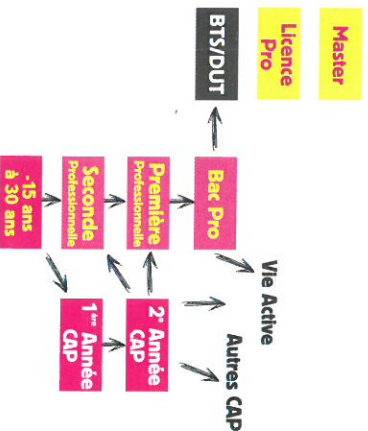 Master
Licence
Pro
Vie Active
Autres CAP
BTS/DUT
Bac Pro
Première
Professionnelle
2e Année
CAP
Seconde
Professionnelle
1ère Année
CAP
-15 ans
à 30 ans